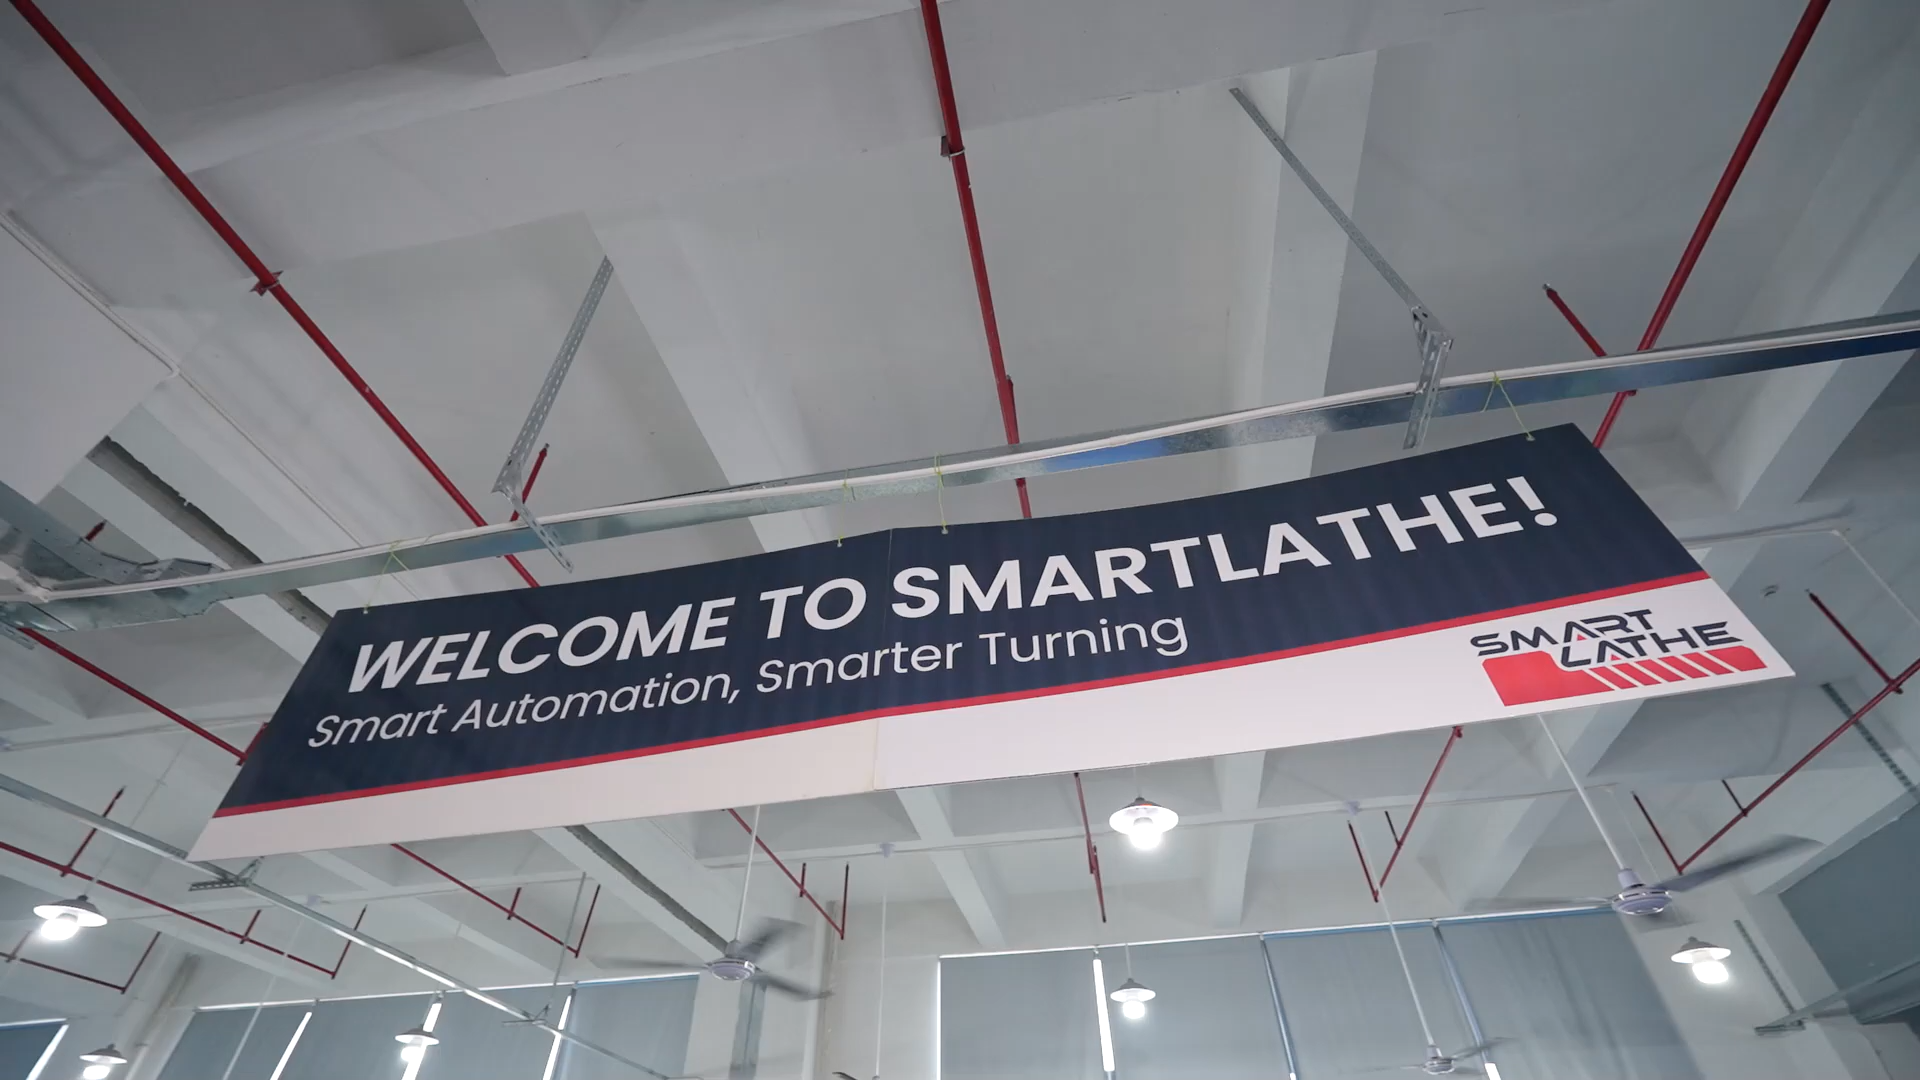 WELCOME TO SMARTLATHE!
Smart Automation, Smarter Turning
SMART
LATHE